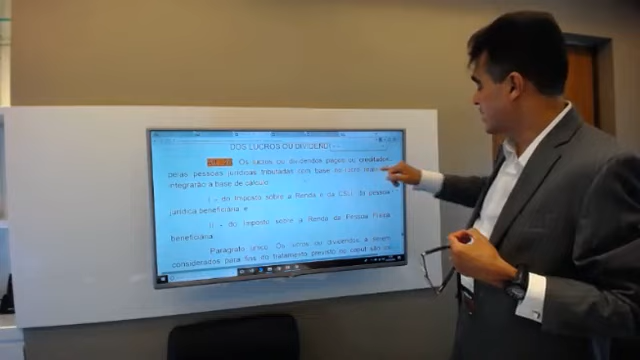 DOS LUCROS OU DIVIDENDOS
Os lucros ou dividendos pagos ou creditados
pelas pessoas jurídicas tributadas com base no lucro
integrarão a base de cálculo
I - do Imposto sobre a Renda e da CSLL da pessoa
jurídica beneficiária; e
II - do Imposto sobre a Renda da Pessoa Física
beneficiária.
Parágrafo único. Os lucros ou dividendos a serem
considerados para fins do tratamento previsto no caput são os